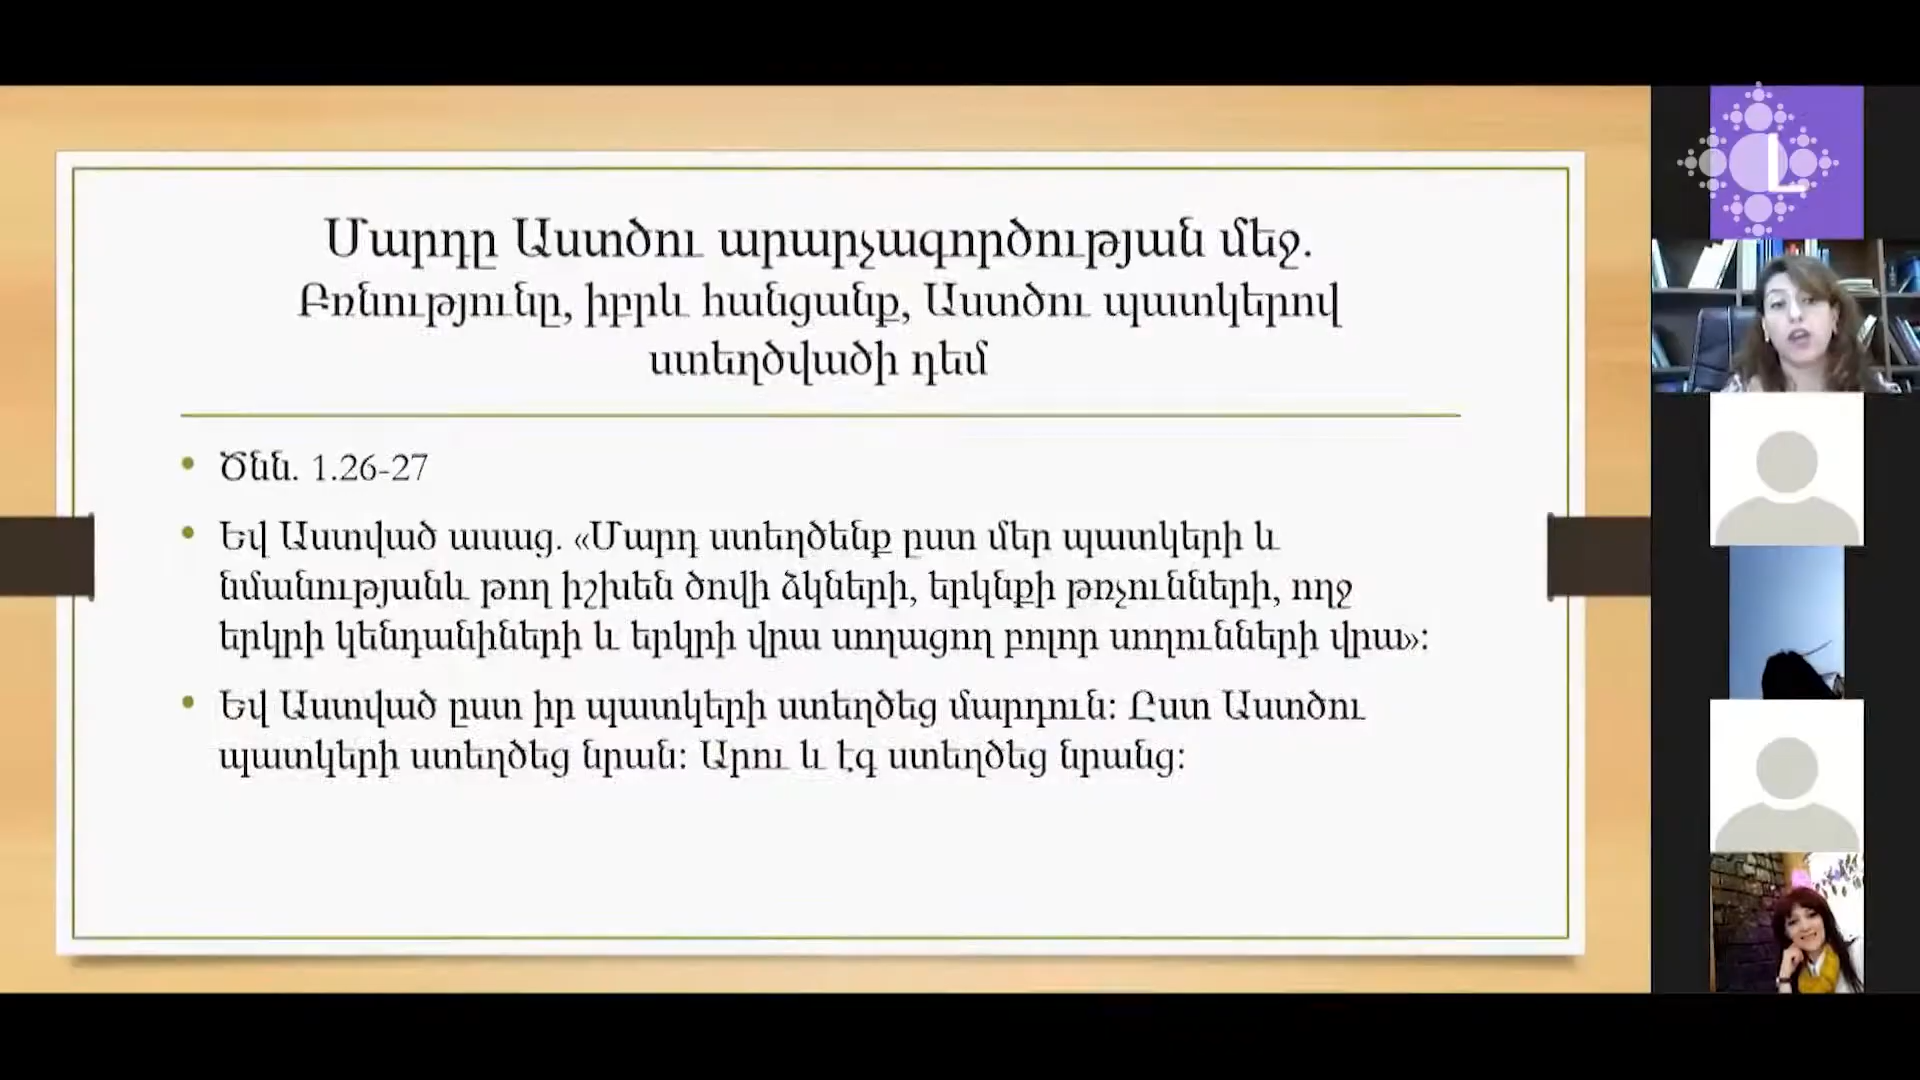 Մարդը Աստծու արարչագործության մեջ.
Բռնությունը, իբրև հանցանք, Աստծու պատկերով
ստեղծվածի դեմ
• Ծնն. 1.26-27
• Եվ Աստված ասաց. «Մարդ ստեղծենք ըստ մեր պատկերի և
նմանությանև թող իշխեն ծովի ձկների, երկնքի թռչունների, ողջ
երկրի կենդանիների և երկրի վրա սողացող բոլոր սողունների վրա»:
• Եվ Աստված ըստ իր պատկերի ստեղծեց մարդուն: Ըստ Աստծու
պատկերի ստեղծեց նրան: Արու և էգ ստեղծեց նրանց:
L